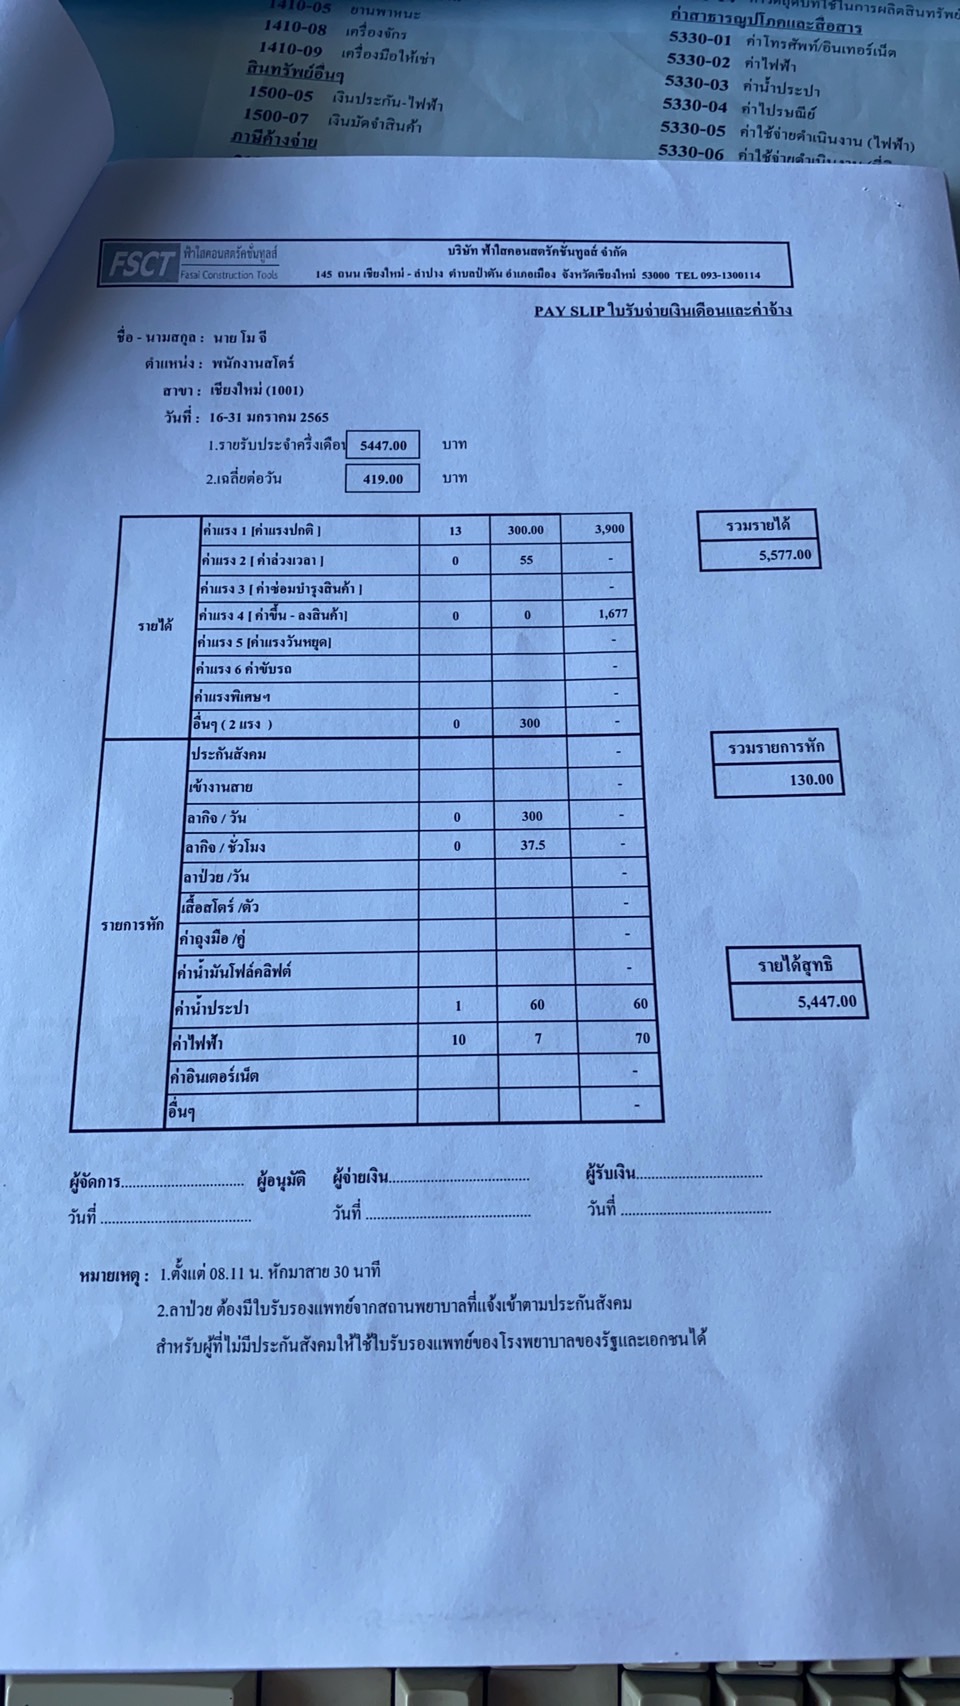 1410-05 ยานพาหนะ
1410-08 เครื่องจักร
1410-09 เครื่องมือให้เช่า
สินทรัพย์อื่นๆ
1500-05 เงินประกัน-ไฟฟ้า
1500-07 เงินมัดจำสินค้า
ภาษีค้างจ่าย
ค่าสาธารณูปโภคและสื่อสาร
5330-01 ค่าโทรศัพท์/อินเทอร์เน็ต
5330-02 ค่าไฟฟ้า
5330-03 ค่าน้ำประปา
5330-04 ค่าไปรษณีย์
5330-05 ค่าใช้จ่ายดำเนินงาน (ไฟฟ้า)
5330-06 ค่าใช้จ่ายดำเนินงาน
FSCT ฟ้าใสคอนสตรัคชั่นทูลส์
Fasai Construction Tools
บริษัท ฟ้าใสคอนสตรัคชั่นทูลส์ จำกัด
145 ถนน เชียงใหม่ - ลำปาง ตำบลป่าตัน อำเภอเมือง จังหวัดเชียงใหม่ 53000 TEL 093-1300114
PAY SLIP ใบรับจ่ายเงินเดือนและค่าจ้าง
ชื่อ - นามสกุล : นาย โม จี
ตำแหน่ง : พนักงานสโตร์
สาขา : เชียงใหม่ (1001)
วันที่ : 16-31 มกราคม 2565
1.รายรับประจำครึ่งเดือน 5447.00 บาท
2.เฉลี่ยต่อวัน 419.00 บาท
รายได้
ค่าแรง 1 [ค่าแรงปกติ ] 13 300.00 3,900
ค่าแรง 2 [ ค่าล่วงเวลา ] 0 55 -
ค่าแรง 3 [ ค่าซ่อมบำรุงสินค้า ] -
ค่าแรง 4 [ ค่าขึ้น - ลงสินค้า] 0 0 1,677
ค่าแรง 5 [ค่าแรงวันหยุด] -
ค่าแรง 6 ค่าขับรถ -
ค่าแรงพิเศษฯ -
อื่นๆ ( 2 แรง ) 0 300 -
รวมรายได้
5,577.00
รายการหัก
ประกันสังคม -
เข้างานสาย -
ลากิจ / วัน 0 300 -
ลากิจ / ชั่วโมง 0 37.5 -
ลาป่วย /วัน -
เสื้อสโตร์ /ตัว -
ค่าถุงมือ /คู่ -
ค่าน้ำมันโฟล์คลิฟต์ -
ค่าน้ำประปา 1 60 60
ค่าไฟฟ้า 10 7 70
ค่าอินเตอร์เน็ต -
อื่นๆ -
รวมรายการหัก
130.00
รายได้สุทธิ
5,447.00
ผู้จัดการ................................ ผู้อนุมัติ ผู้จ่ายเงิน.................................... ผู้รับเงิน.................................
วันที่ ....................................... วันที่ ........................................... วันที่ .......................................
หมายเหตุ : 1.ตั้งแต่ 08.11 น. หักมาสาย 30 นาที
2.ลาป่วย ต้องมีใบรับรองแพทย์จากสถานพยาบาลที่แจ้งเข้าตามประกันสังคม
สำหรับผู้ที่ไม่มีประกันสังคมให้ใช้ใบรับรองแพทย์ของโรงพยาบาลของรัฐและเอกชนได้